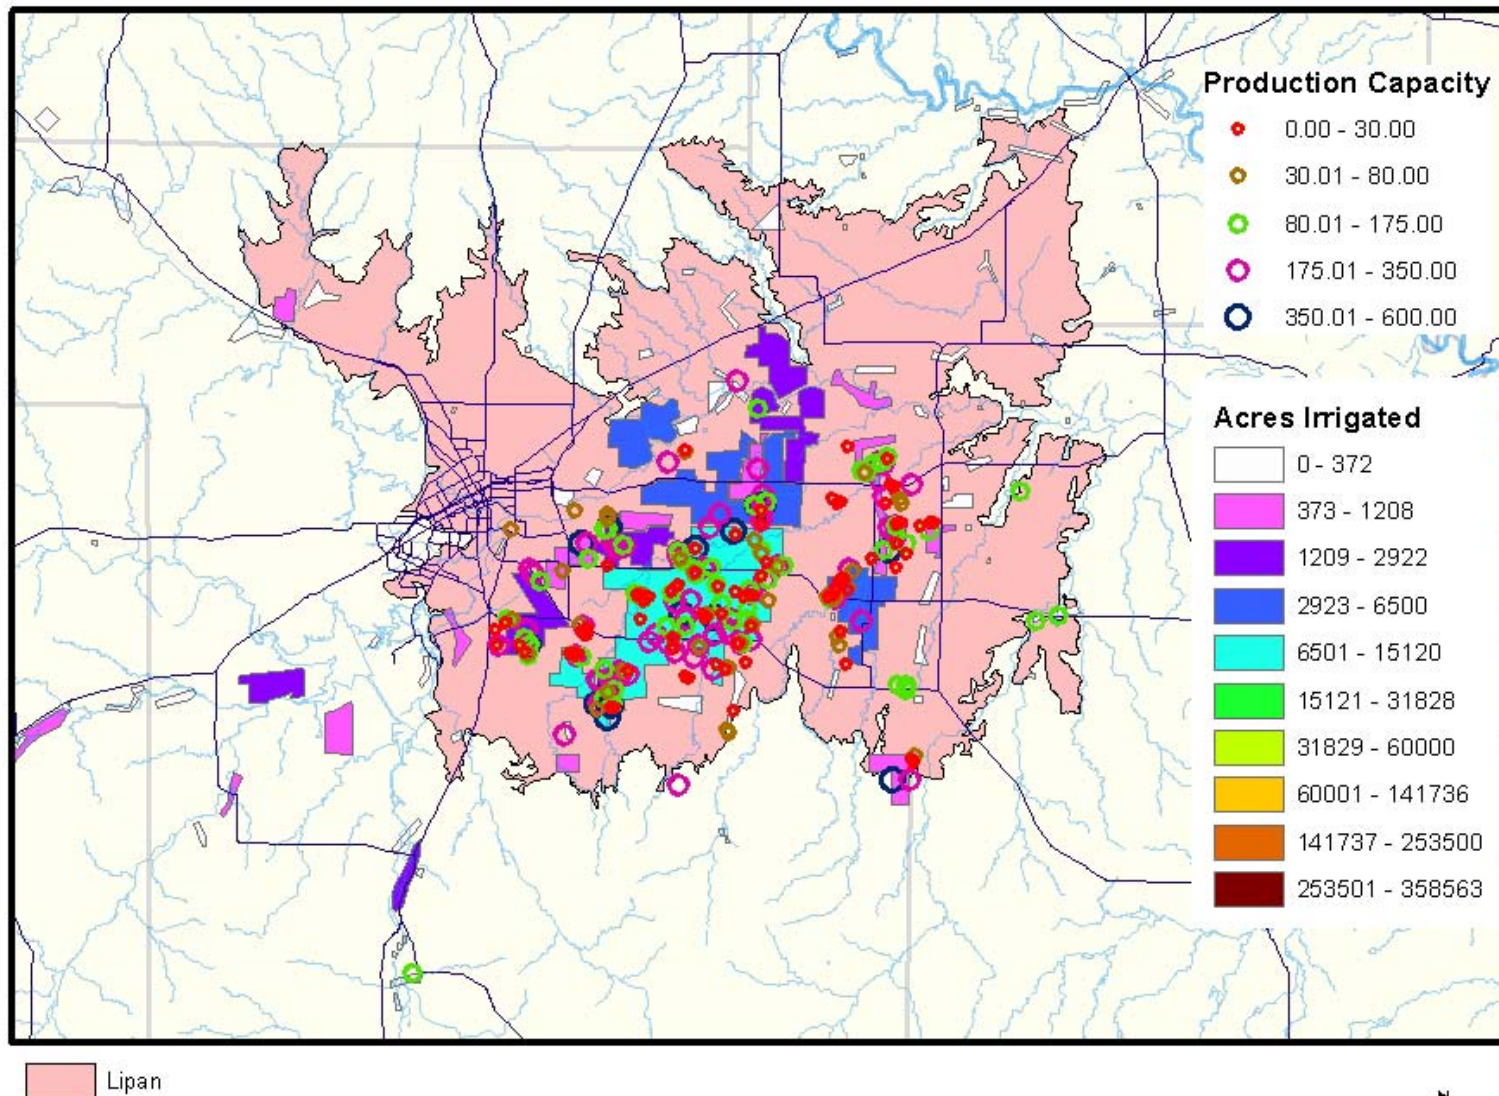 Production Capacity
0.00 - 30.00
30.01 - 80.00
80.01 - 175.00
175.01 - 350.00
350.01 - 600.00
Acres Irrigated
0 - 372
373 - 1208
1209 - 2922
2923 - 6500
6501 - 15120
15121 - 31828
31829 - 60000
60001 - 141736
141737 - 253500
253501 - 358563
Lipan